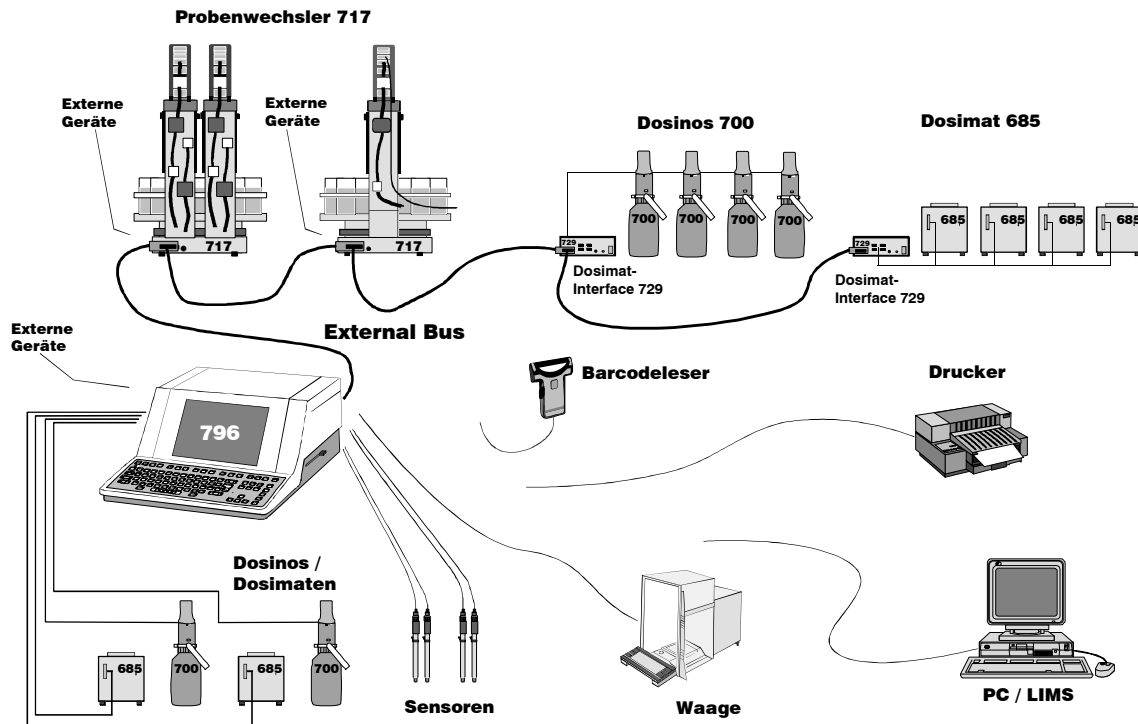 Probenwechsler 717
Externe
Geräte
Externe
Geräte
Dosinos 700
Dosimat 685
700
700
700
700
685
685
685
685
717
717
729
729
Dosimat-
Interface 729
Dosimat-
Interface 729
External Bus
Externe
Geräte
Barcodeleser
Drucker
796
Dosinos /
Dosimaten
685
700
685
700
Sensoren
Waage
PC / LIMS